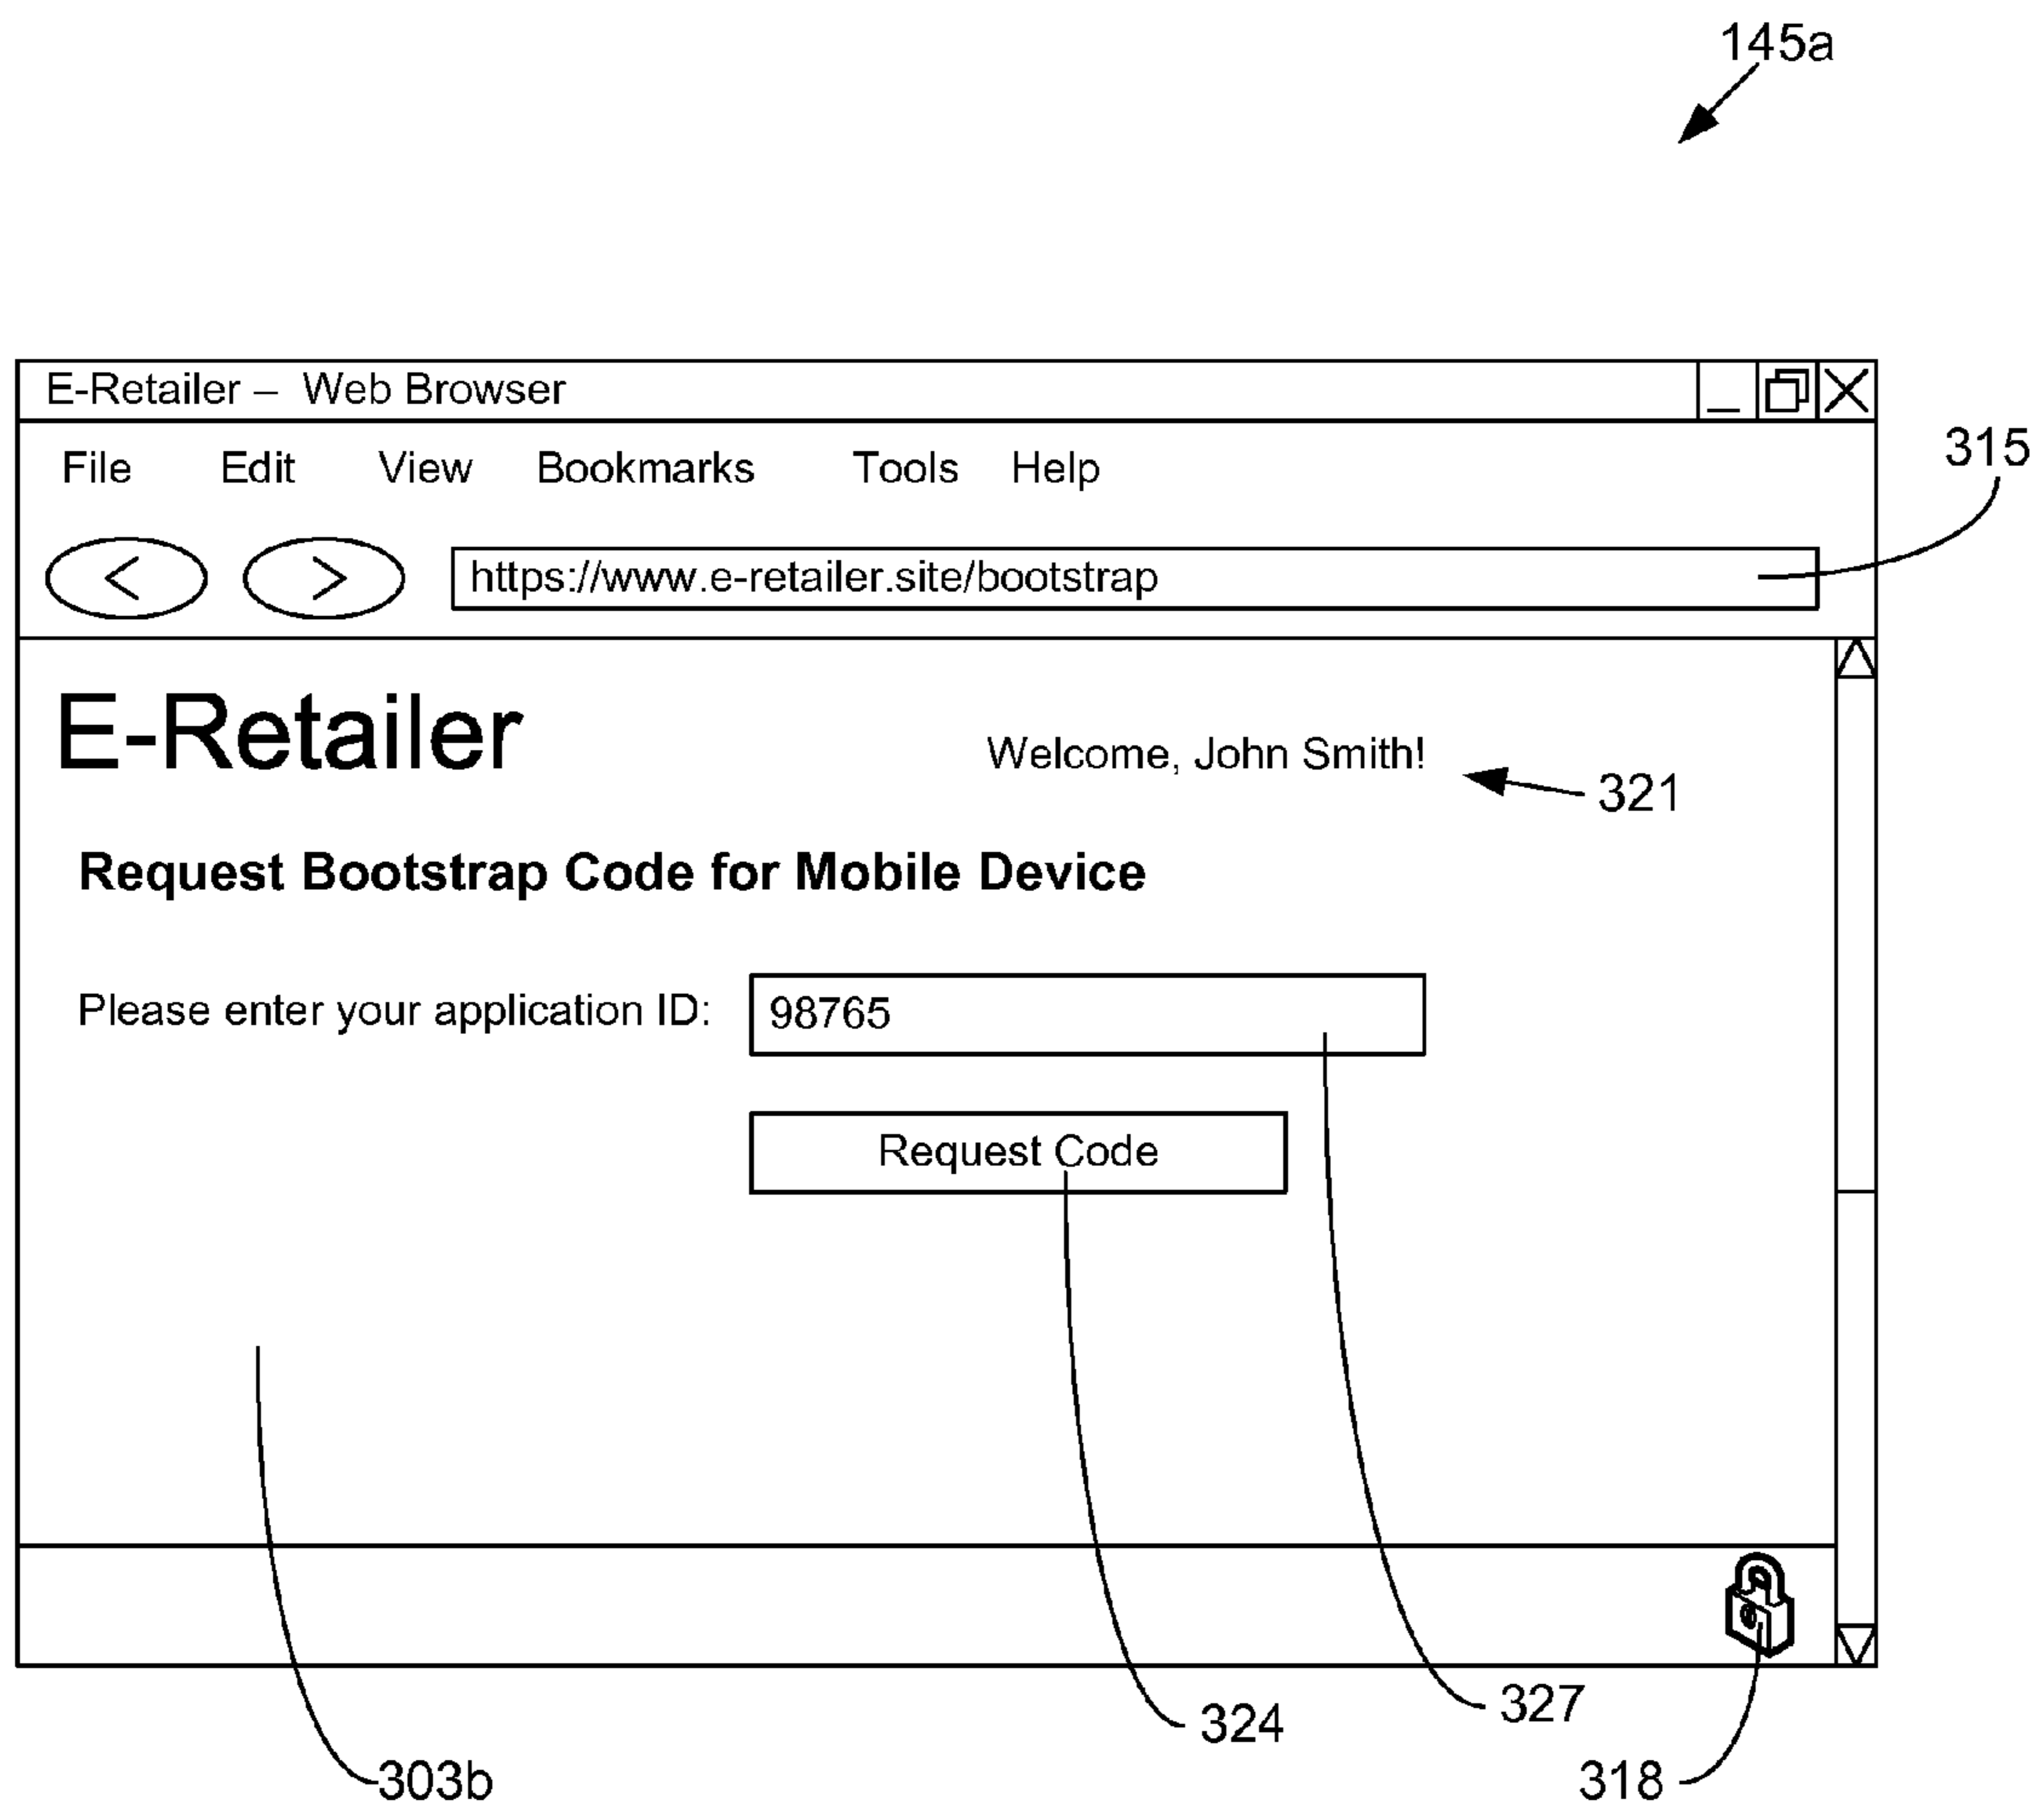 145a
E-Retailer – Web Browser
File Edit View Bookmarks Tools Help
315
https://www.e-retailer.site/bootstrap
E-Retailer
Welcome, John Smith!
321
Request Bootstrap Code for Mobile Device
Please enter your application ID: 98765
Request Code
327
324
318
303b